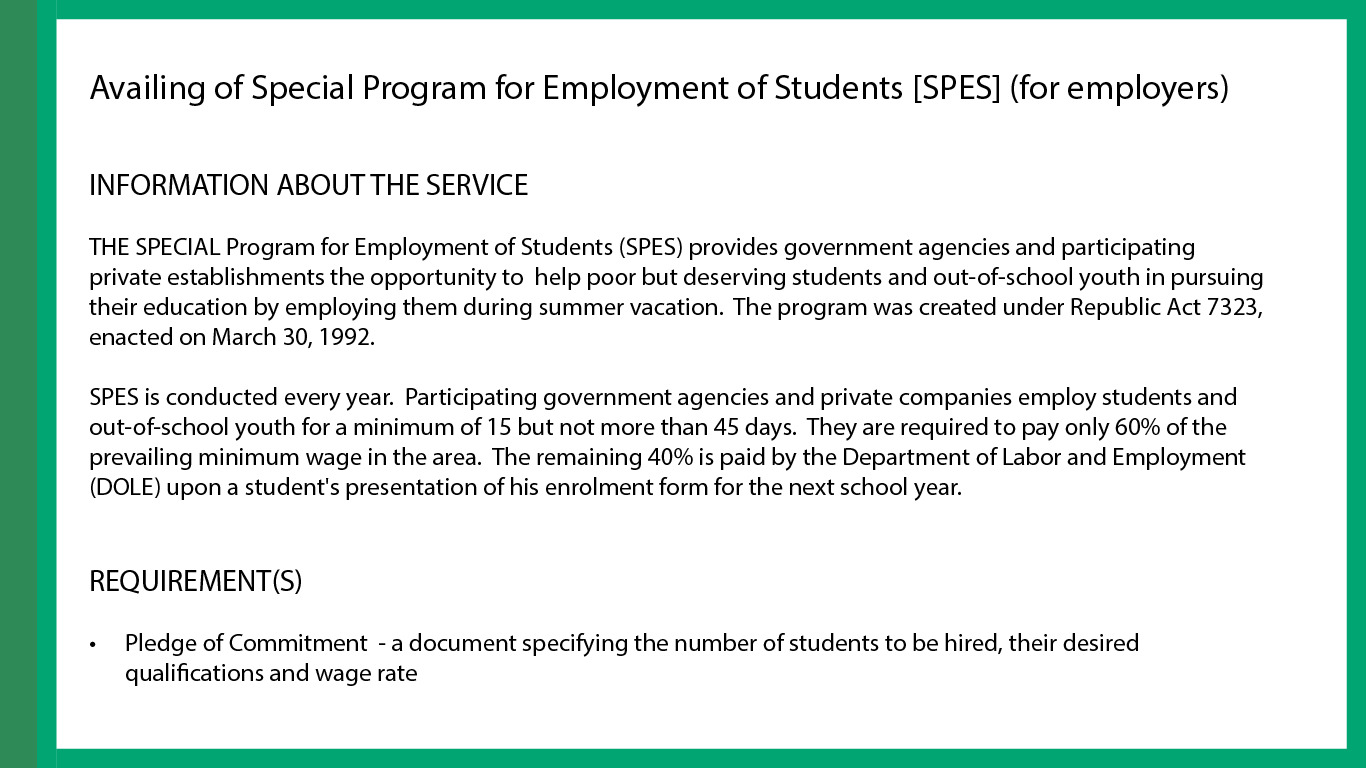 Availing of Special Program for Employment of Students [SPES] (for employers)
INFORMATION ABOUT THE SERVICE
THE SPECIAL Program for Employment of Students (SPES) provides government agencies and participating
private establishments the opportunity to  help poor but deserving students and out-of-school youth in pursuing
their education by employing them during summer vacation.  The program was created under Republic Act 7323,
enacted on March 30, 1992.
SPES is conducted every year.  Participating government agencies and private companies employ students and
out-of-school youth for a minimum of 15 but not more than 45 days.  They are required to pay only 60% of the
prevailing minimum wage in the area.  The remaining 40% is paid by the Department of Labor and Employment
(DOLE) upon a student's presentation of his enrolment form for the next school year.
REQUIREMENT(S)
• Pledge of Commitment  - a document specifying the number of students to be hired, their desired
qualifications and wage rate